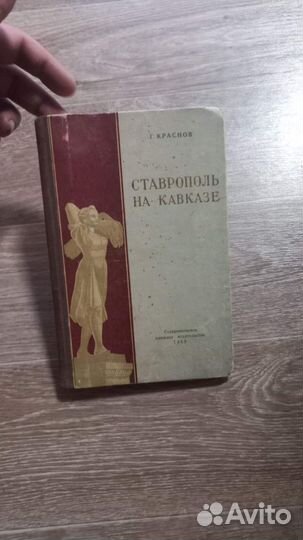 Г. КРАСНОВ
СТАВРОПОЛЬ
НА КАВКАЗЕ
Ставропольское
книжное издательство
Avito